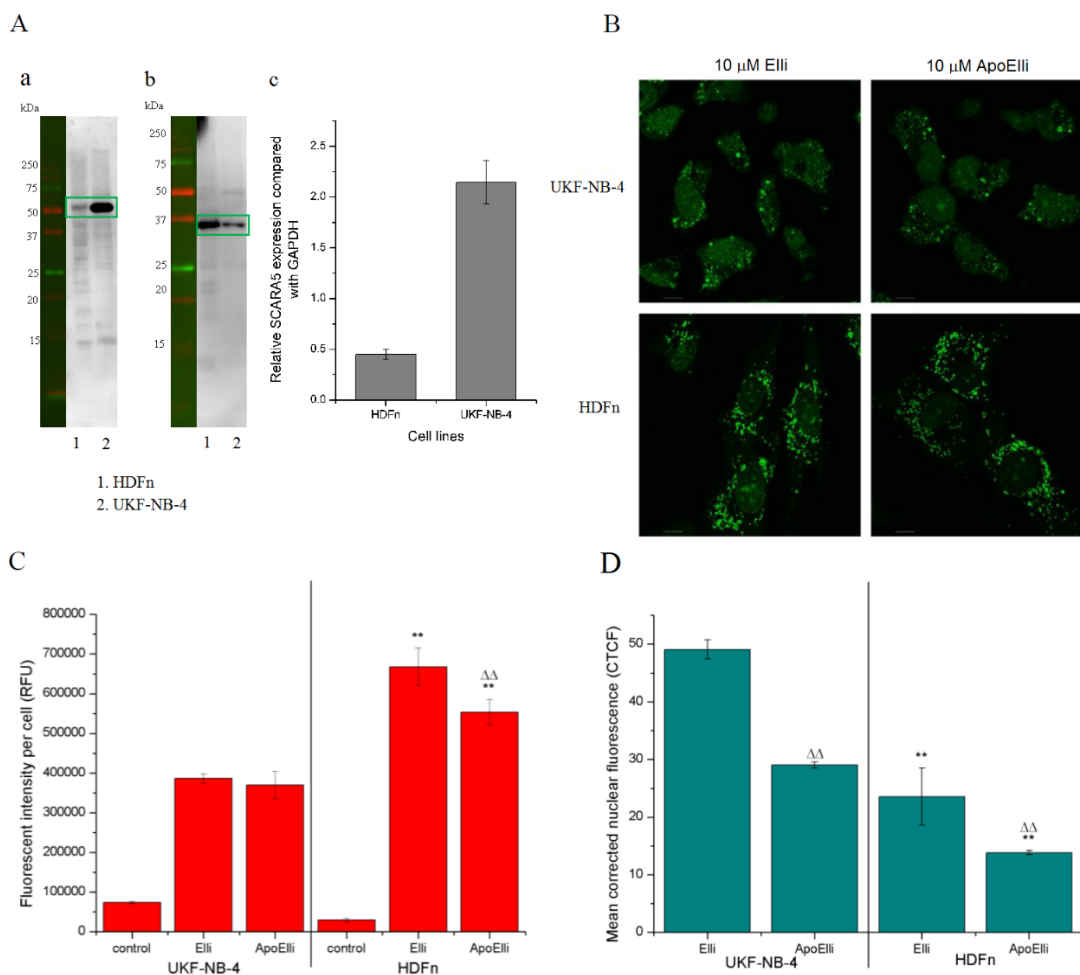 A
a
kDa
250
75
50
37
25
20
15
1 2
b
kDa
250
75
50
37
25
20
15
1 2
1. HDFn
2. UKF-NB-4
c
Relative SCARA5 expression compared
with GAPDH
2.5
2.0
1.5
1.0
0.5
0.0
HDFn UKF-NB-4
Cell lines
B
10 μM Elli 10 μM ApoElli
UKF-NB-4
HDFn
C
Fluorescent intensity per cell (RFU)
800000
700000
600000
500000
400000
300000
200000
100000
0
**
ΔΔ
**
control Elli ApoElli control Elli ApoElli
UKF-NB-4 HDFn
D
Mean corrected nuclear fluorescence (CTCF)
50
40
30
20
10
0
ΔΔ
**
ΔΔ
**
Elli ApoElli Elli ApoElli
UKF-NB-4 HDFn